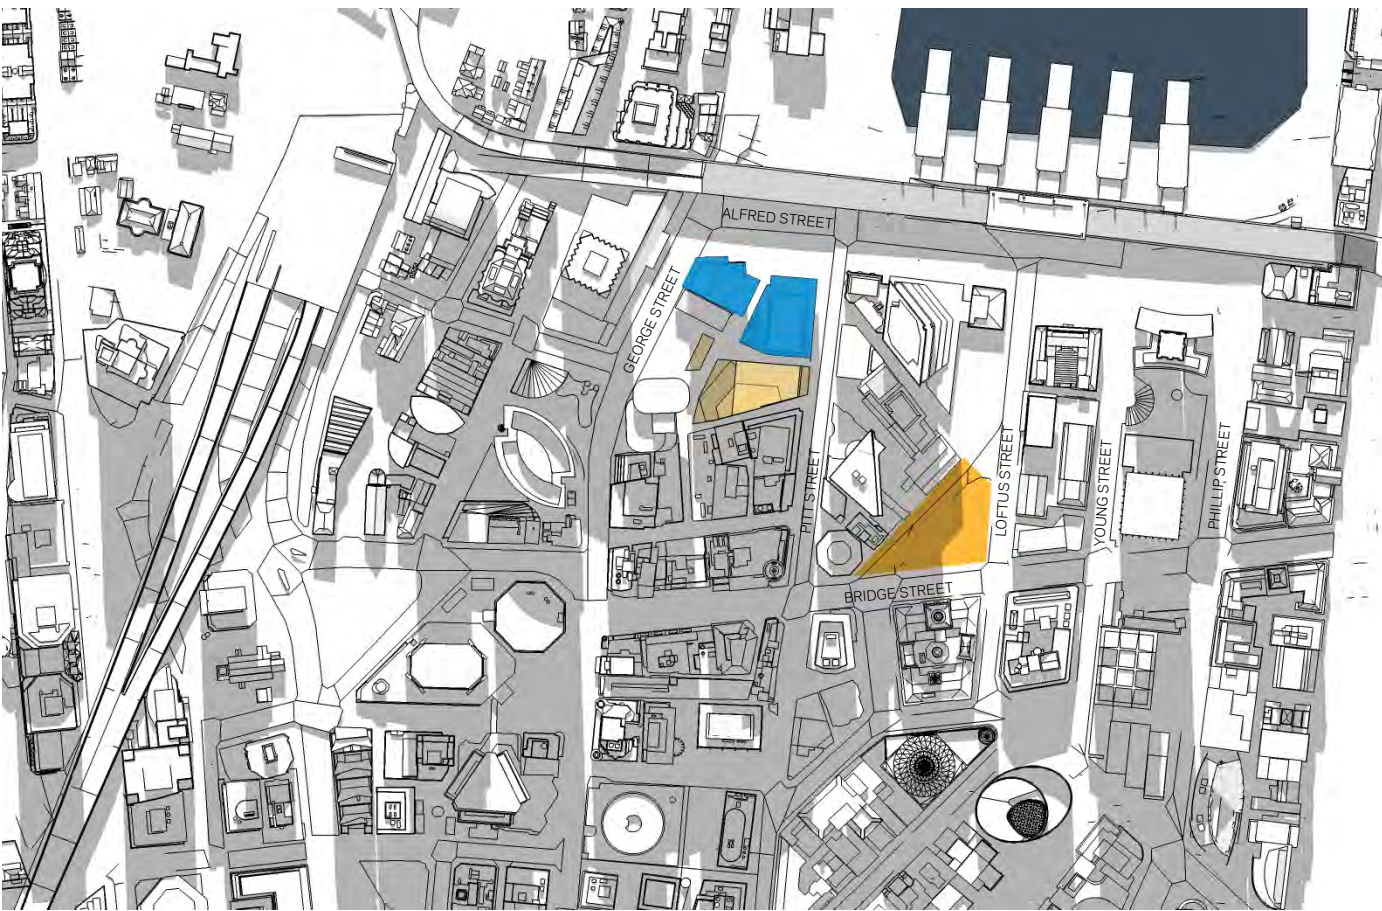 ALFRED STREET
GEORGE STREET
PITT STREET
LOFTUS STREET
YOUNG STREET
PHILLIP, STREET
BRIDGE STREET